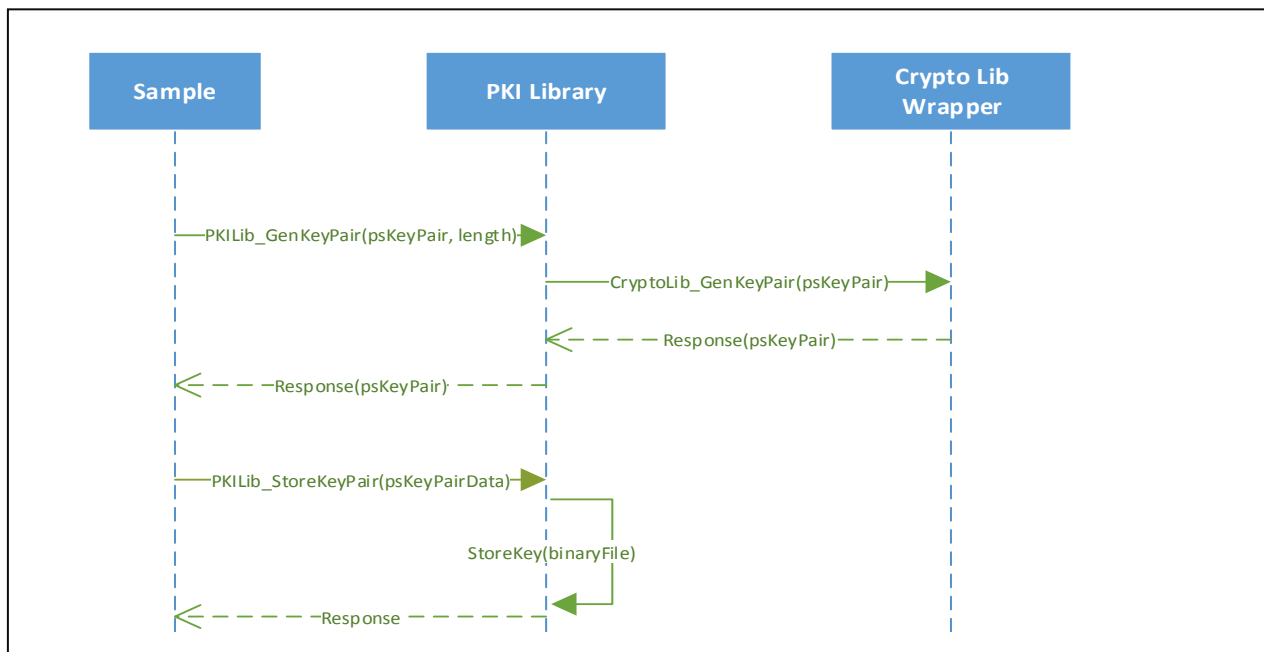 Sample
PKI Library
Crypto Lib
Wrapper
PKILib_GenKeyPair(psKeyPair, length)
CryptoLib_GenKeyPair(psKeyPair)
Response(psKeyPair)
Response(psKeyPair)
PKILib_StoreKeyPair(psKeyPairData)
StoreKey(binaryFile)
Response